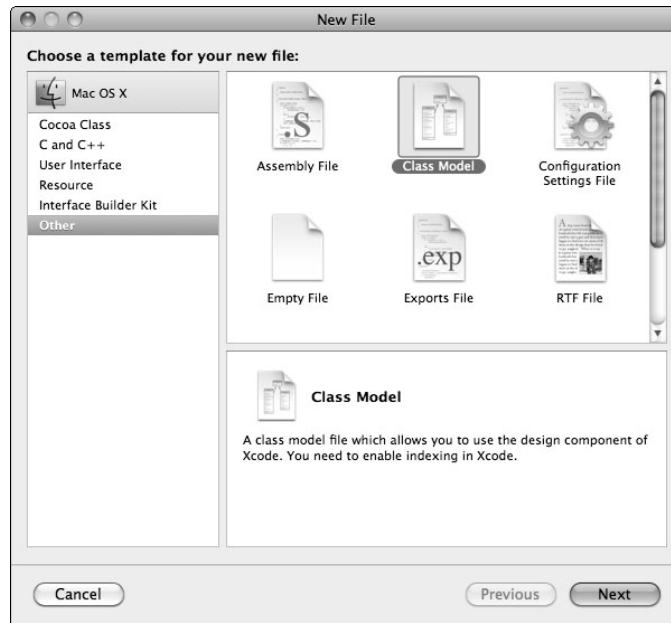 New File
Choose a template for your new file:
Mac OS X
Cocoa Class
C and C++
User Interface
Resource
Interface Builder Kit
Other
.S
Assembly File
Class Model
Configuration
Settings File
Empty File
.exp
Exports File
RTF File
Class Model
A class model file which allows you to use the design component of
Xcode. You need to enable indexing in Xcode.
Cancel
Previous
Next